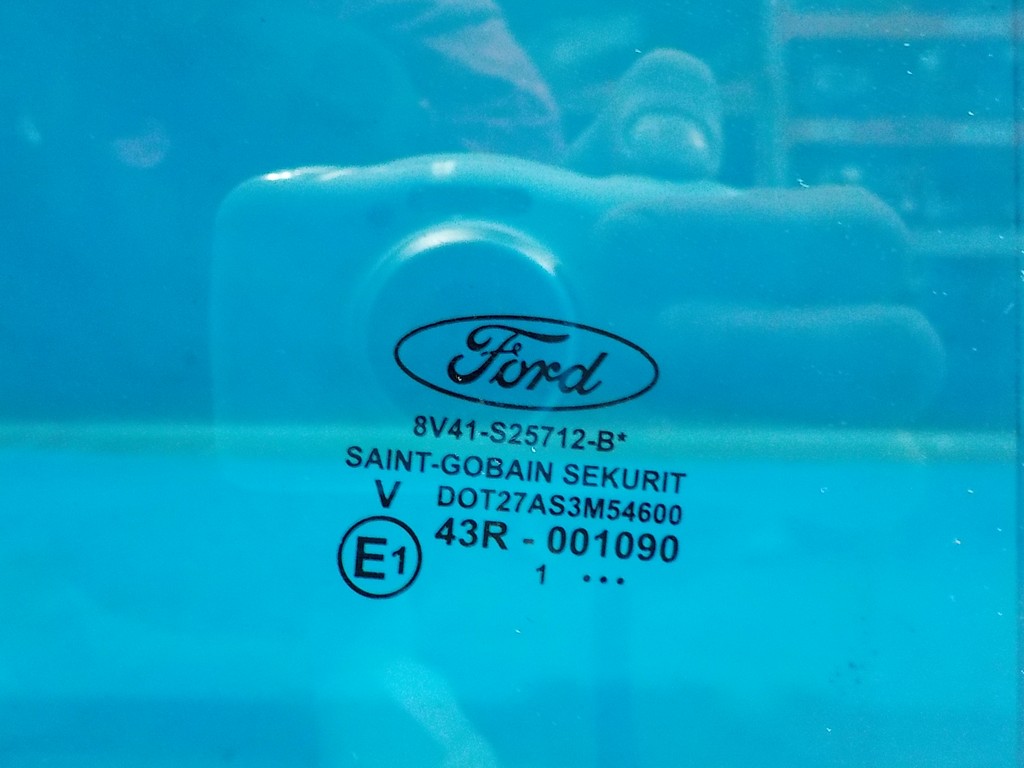 Ford
8V41-S25712-B*
SAINT-GOBAIN SEKURIT
V DOT27AS3M54600
E1 43R - 001090
1 ...